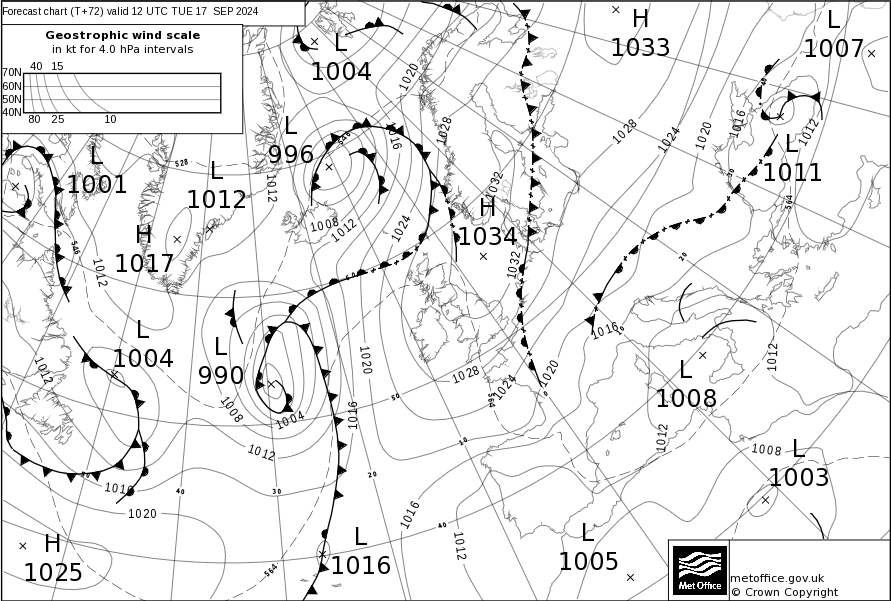 Forecast chart (T+72) valid 12 UTC TUE 17 SEP 2024
Geostrophic wind scale
in kt for 4.0 hPa intervals
40 15
70N
60N
50N
40N
80 25 10
L
1004
H
1033
L
1007
L
996
L
1001
L
1012
L
1011
H
1017
H
1034
L
1004
L
990
L
1008
L
1003
H
1025
L
1016
L
1005
1020
1016
1028
1032
1028
1024
1020
1016
1012
528
546
1012
1008
1012
1024
1032
564
546
1012
50
20
1016
1012
1020
1016
1028
1024
1020
1012
1008
1004
1012
50
10
1012
1008
1016
40
30
20
1020
1016
1012
40
564
564
0
0
Met Office
metoffice.gov.uk
© Crown Copyright